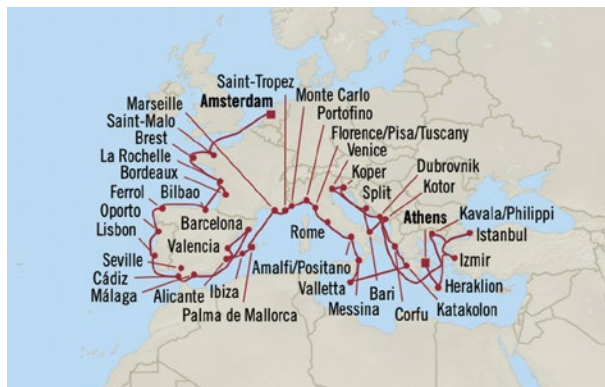 Saint-Tropez
Monte Carlo
Marseille
Amsterdam
Portofino
Saint-Malo
Florence/Pisa/Tuscany
Brest
Venice
La Rochelle
Koper
Dubrovnik
Bordeaux
Split
Kotor
Ferrol
Bilbao
Athens
Kavala/Philippi
Oporto
Barcelona
Istanbul
Lisbon
Valencia
Rome
Izmir
Seville
Amalfi/Positano
Cádiz
Valletta
Bari
Heraklion
Málaga
Alicante
Ibiza
Messina
Katakolon
Palma de Mallorca
Corfu